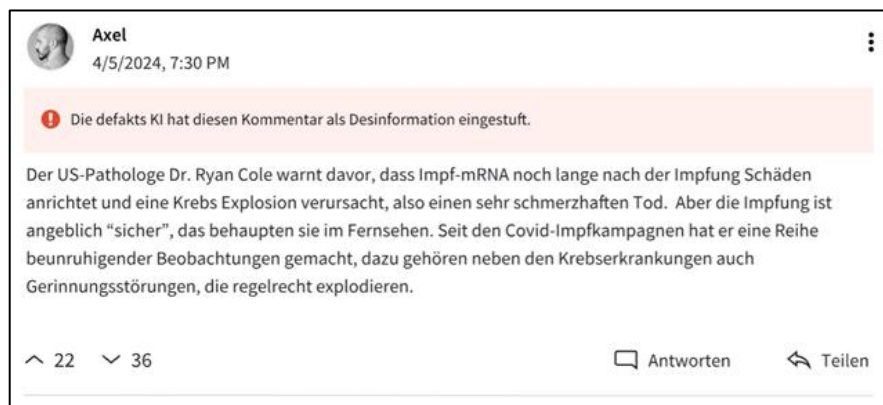 Axel
4/5/2024, 7:30 PM
Die defakts KI hat diesen Kommentar als Desinformation eingestuft.
Der US-Pathologe Dr. Ryan Cole warnt davor, dass Impf-mRNA noch lange nach der Impfung Schäden
anrichtet und eine Krebs Explosion verursacht, also einen sehr schmerzhaften Tod. Aber die Impfung ist
angeblich “sicher”, das behaupten sie im Fernsehen. Seit den Covid-Impfkampagnen hat er eine Reihe
beunruhigender Beobachtungen gemacht, dazu gehören neben den Krebserkrankungen auch
Gerinnungsstörungen, die regelrecht explodieren.
22 36 Antworten Teilen